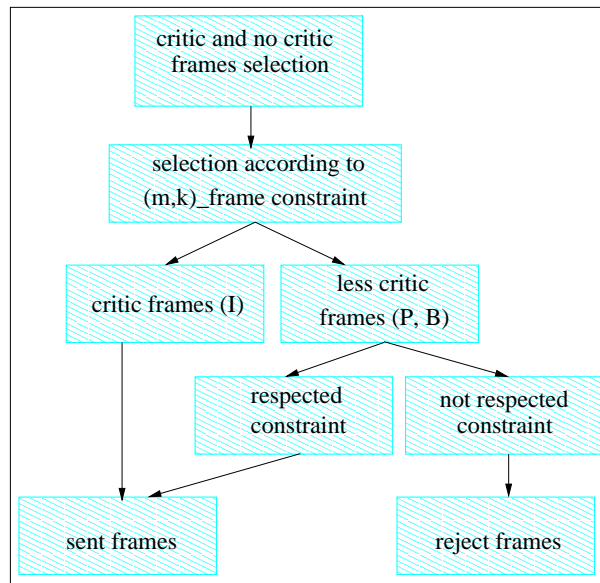 critic and no critic
frames selection
selection according to
(m,k)_frame constraint
critic frames (I)
less critic
frames (P, B)
respected
constraint
not respected
constraint
sent frames
reject frames